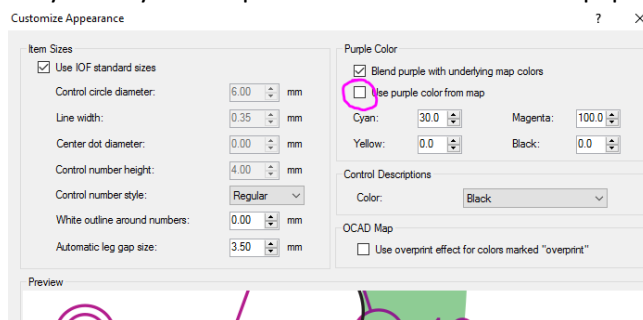 Customize Appearance ? ×
Item Sizes
Use IOF standard sizes
Control circle diameter: 6.00 mm
Line width: 0.35 mm
Center dot diameter: 0.00 mm
Control number height: 4.00 mm
Control number style: Regular
White outline around numbers: 0.00 mm
Automatic leg gap size: 3.50 mm
Purple Color
Blend purple with underlying map colors
Use purple color from map
Cyan: 30.0 Magenta: 100.0
Yellow: 0.0 Black: 0.0
Control Descriptions
Color: Black
OCAD Map
Use overprint effect for colors marked "overprint"
Preview